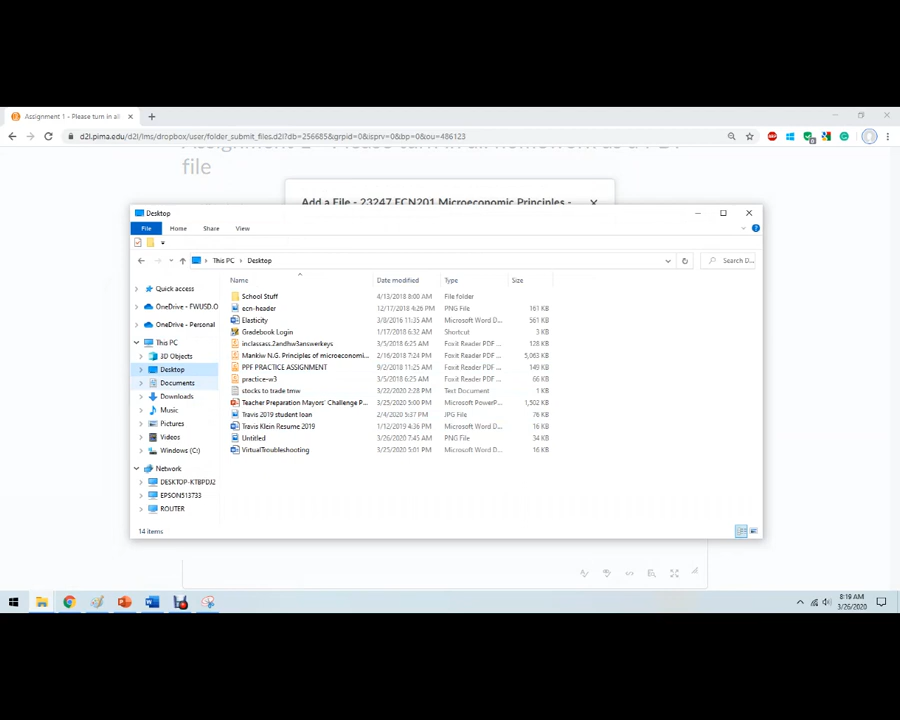 Assignment 1 - Please turn in all
d2l.pima.edu/d2l/lms/dropbox/user/folder_submit_files.d2l?db=256685&grpid=0&isprv=0&bp=0&ou=486123
Assignment 1 - Please turn in all homework as a PDF
file
Add a File - 23247 ECN201 Microeconomic Principles -
Desktop
File Home Share View
This PC > Desktop
Search D...
Name Date modified Type Size
Quick access
OneDrive - FWUSD.O
OneDrive - Personal
This PC
3D Objects
Desktop
Documents
Downloads
Music
Pictures
Videos
Windows (C:)
Network
DESKTOP-KTBPDJ2
EPSON513733
ROUTER
School Stuff 4/13/2018 8:00 AM File folder
ecn-header 12/17/2018 4:26 PM PNG File 161 KB
Elasticity 3/8/2016 11:35 AM Microsoft Word D... 561 KB
Gradebook Login 1/17/2018 6:32 AM Shortcut 3 KB
inclassass.2andhw3answerkeys 3/5/2018 6:25 AM Foxit Reader PDF ... 128 KB
Mankiw N.G. Principles of microeconomi... 2/16/2018 7:24 PM Foxit Reader PDF ... 5,063 KB
PPF PRACTICE ASSIGNMENT 9/2/2018 11:25 AM Foxit Reader PDF ... 149 KB
practice-w3 3/5/2018 6:25 AM Foxit Reader PDF ... 66 KB
stocks to trade tmw 3/22/2020 2:28 PM Text Document 1 KB
Teacher Preparation Mayors' Challenge P... 3/25/2020 5:00 PM Microsoft PowerP... 1,502 KB
Travis 2019 student loan 2/4/2020 5:37 PM JPG File 76 KB
Travis Klein Resume 2019 1/12/2019 4:36 PM Microsoft Word D... 16 KB
Untitled 3/26/2020 7:45 AM PNG File 34 KB
VirtualTroubleshooting 3/25/2020 5:01 PM Microsoft Word D... 16 KB
14 items
8:19 AM
3/26/2020